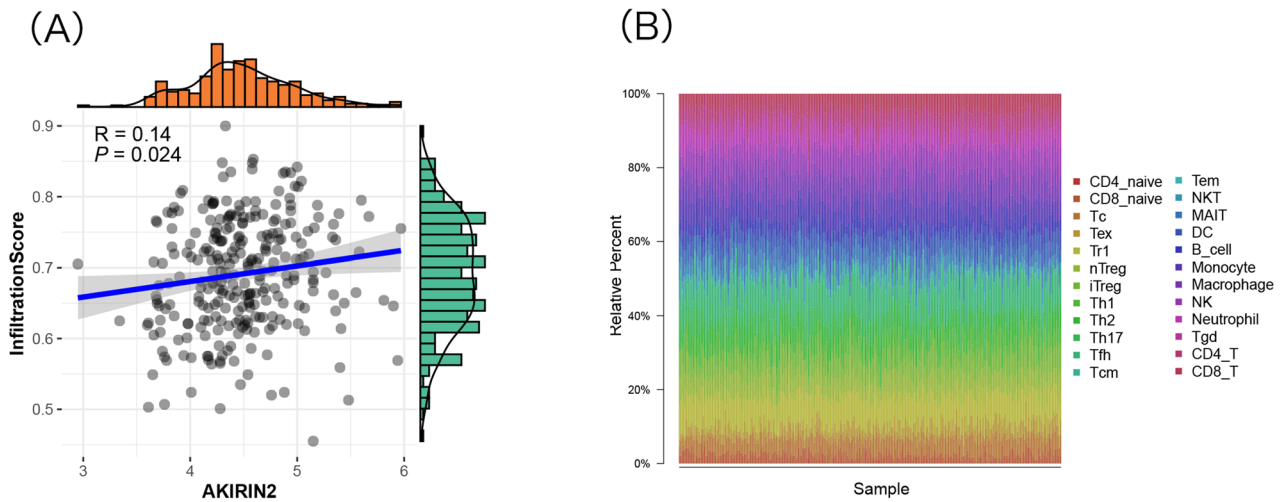 (A)
R = 0.14
P = 0.024
0.9
0.8
0.7
0.6
0.5
InfiltrationScore
3 4 5 6
AKIRIN2
(B)
100%
80%
60%
40%
20%
0%
Relative Percent
Sample
CD4_naive
CD8_naive
Tc
Tex
Tr1
nTreg
iTreg
Th1
Th2
Th17
Tfh
Tcm
Tem
NKT
MAIT
DC
B_cell
Monocyte
Macrophage
NK
Neutrophil
Tgd
CD4_T
CD8_T